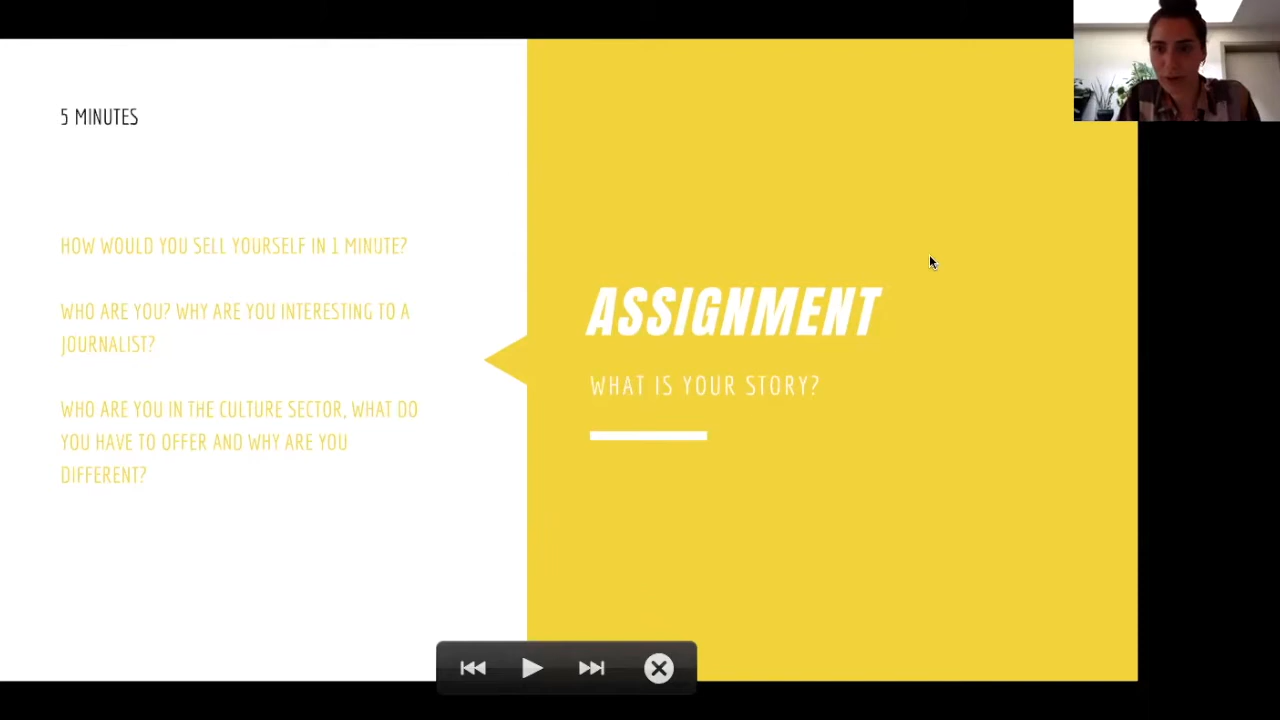 5 MINUTES
HOW WOULD YOU SELL YOURSELF IN 1 MINUTE?
WHO ARE YOU? WHY ARE YOU INTERESTING TO A
JOURNALIST?
WHO ARE YOU IN THE CULTURE SECTOR, WHAT DO
YOU HAVE TO OFFER AND WHY ARE YOU
DIFFERENT?
ASSIGNMENT
WHAT IS YOUR STORY?